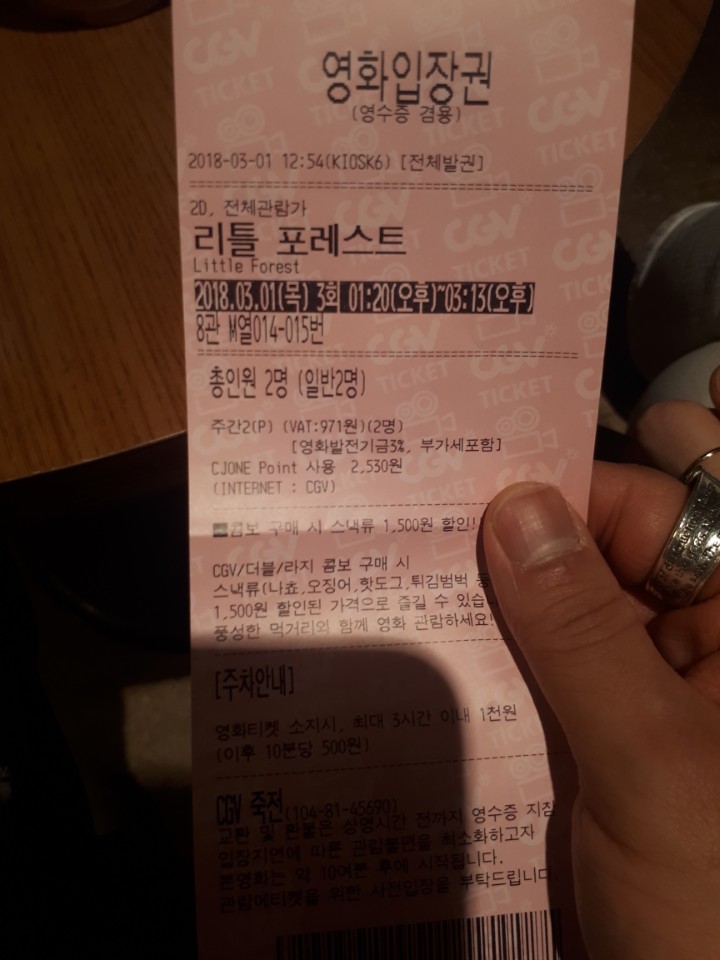 영화입장권
(영수증 겸용)
2018-03-01 12:54(KIOSK6) [전체발권]
2D, 전체관람가
리틀 포레스트
Little Forest
2018.03.01(목) 3회 01:20(오후)~03:13(오후)
8관 M열014-015번
총인원 2명 (일반2명)
주간2(P) (VAT:971원)(2명)
[영화발전기금3%, 부가세포함]
CJONE Point 사용 2,530원
(INTERNET : CGV)
콤보 구매 시 스낵류 1,500원 할인!
CGV/더블/라지 콤보 구매 시
스낵류(나쵸,오징어,핫도그,튀김범벅
1,500원 할인된 가격으로 즐길 수
풍성한 먹거리와 함께 영화 관람하세요!
[주차안내]
영화티켓 소지시, 최대 3시간 이내 1천원
(이후 10분당 500원)
CGV 죽전(104-81-45690)
교환 및 환불은 상영시간 전까지 영수증 지참
입장지연에 따른 관람불편을 최소화하고자
본영화는 약 10여분 후에 시작됩니다.
관람에티켓을 위한 사전입장을 부탁드립니다.
CGV TICKET